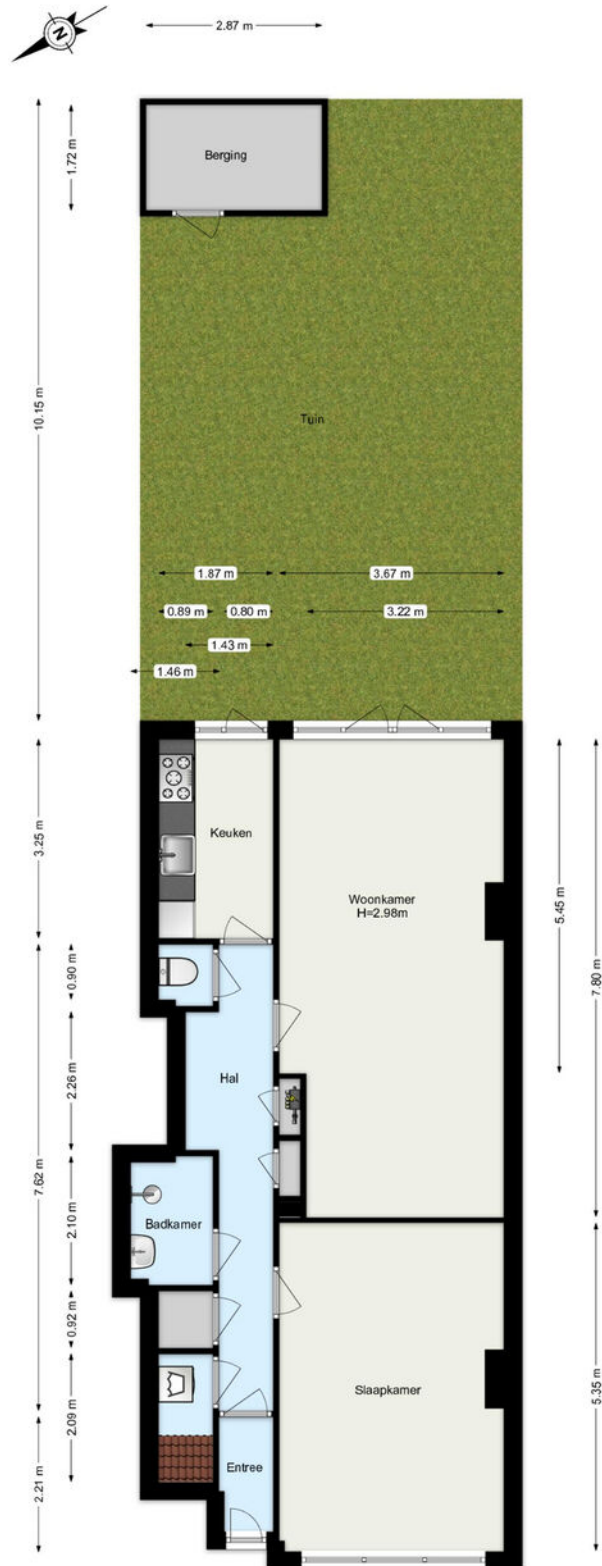 N
2.87 m
1.72 m
Berging
10.15 m
Tuin
1.87 m
3.67 m
0.89 m
0.80 m
3.22 m
1.43 m
1.46 m
3.25 m
Keuken
Woonkamer
H=2.98m
5.45 m
7.80 m
0.90 m
Hal
2.26 m
7.62 m
2.10 m
Badkamer
0.92 m
2.09 m
Slaapkamer
5.35 m
2.21 m
Entree